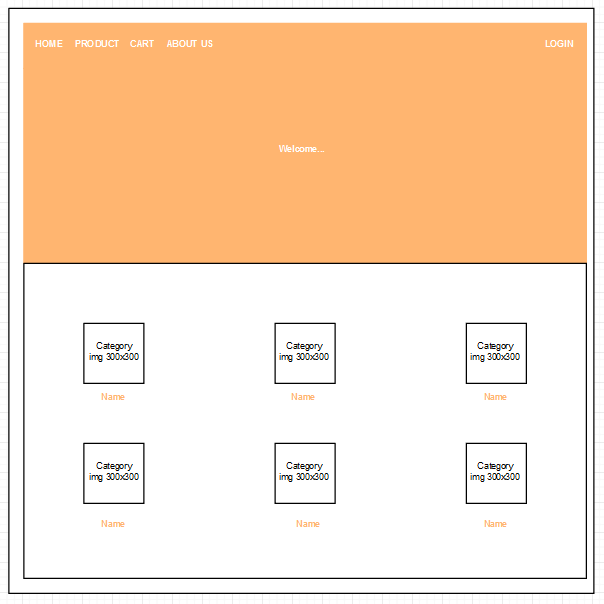 HOME PRODUCT CART ABOUT US LOGIN
Welcome...
Category
img 300x300
Category
img 300x300
Category
img 300x300
Name
Name
Name
Category
img 300x300
Category
img 300x300
Category
img 300x300
Name
Name
Name